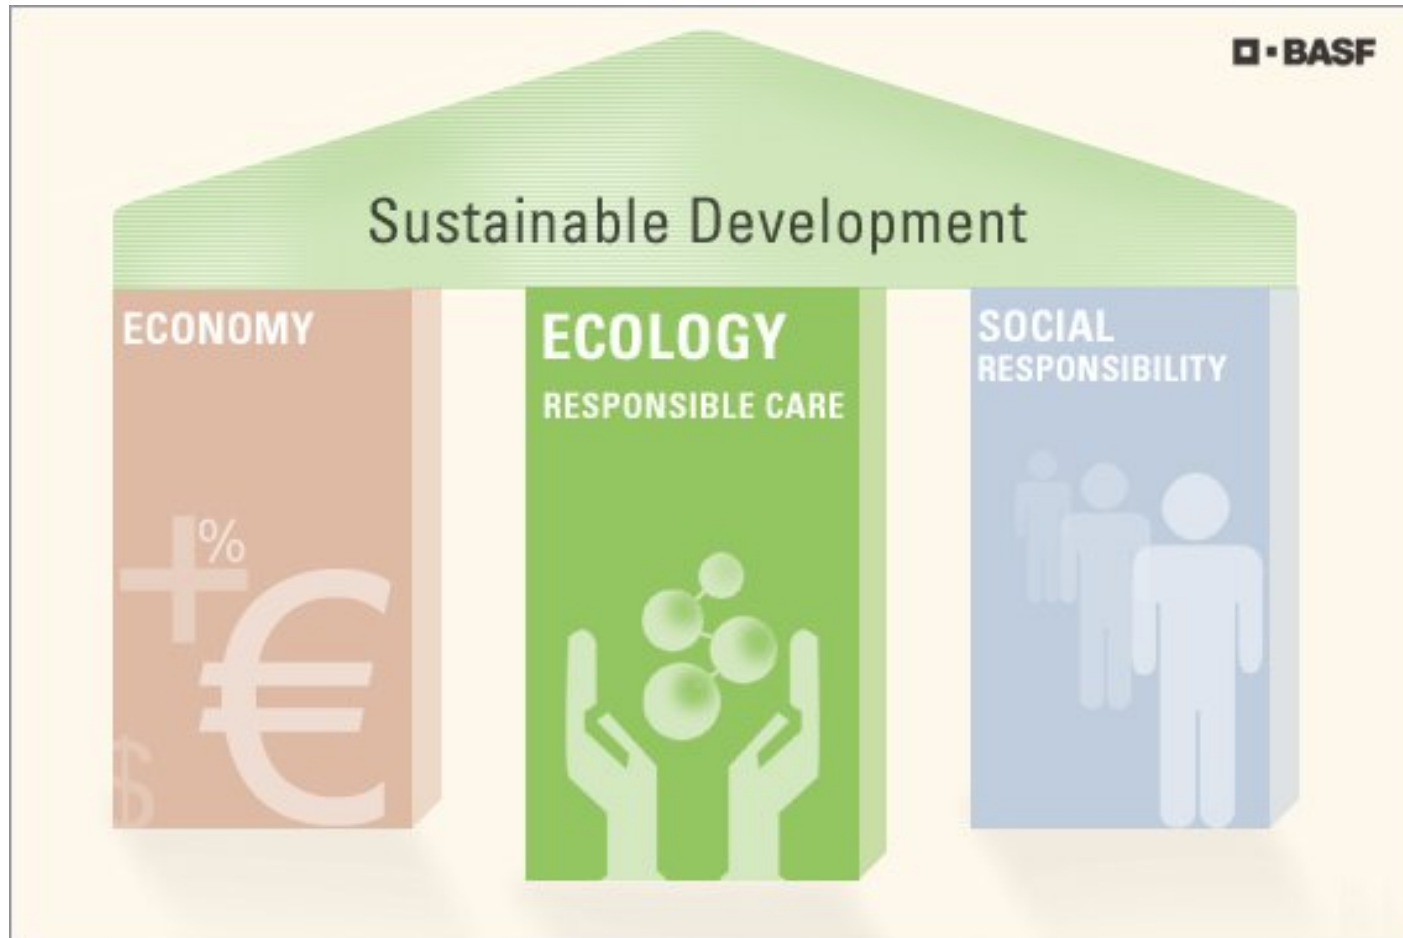 BASF
Sustainable Development
ECONOMY
%
€
$
ECOLOGY
RESPONSIBLE CARE
SOCIAL
RESPONSIBILITY